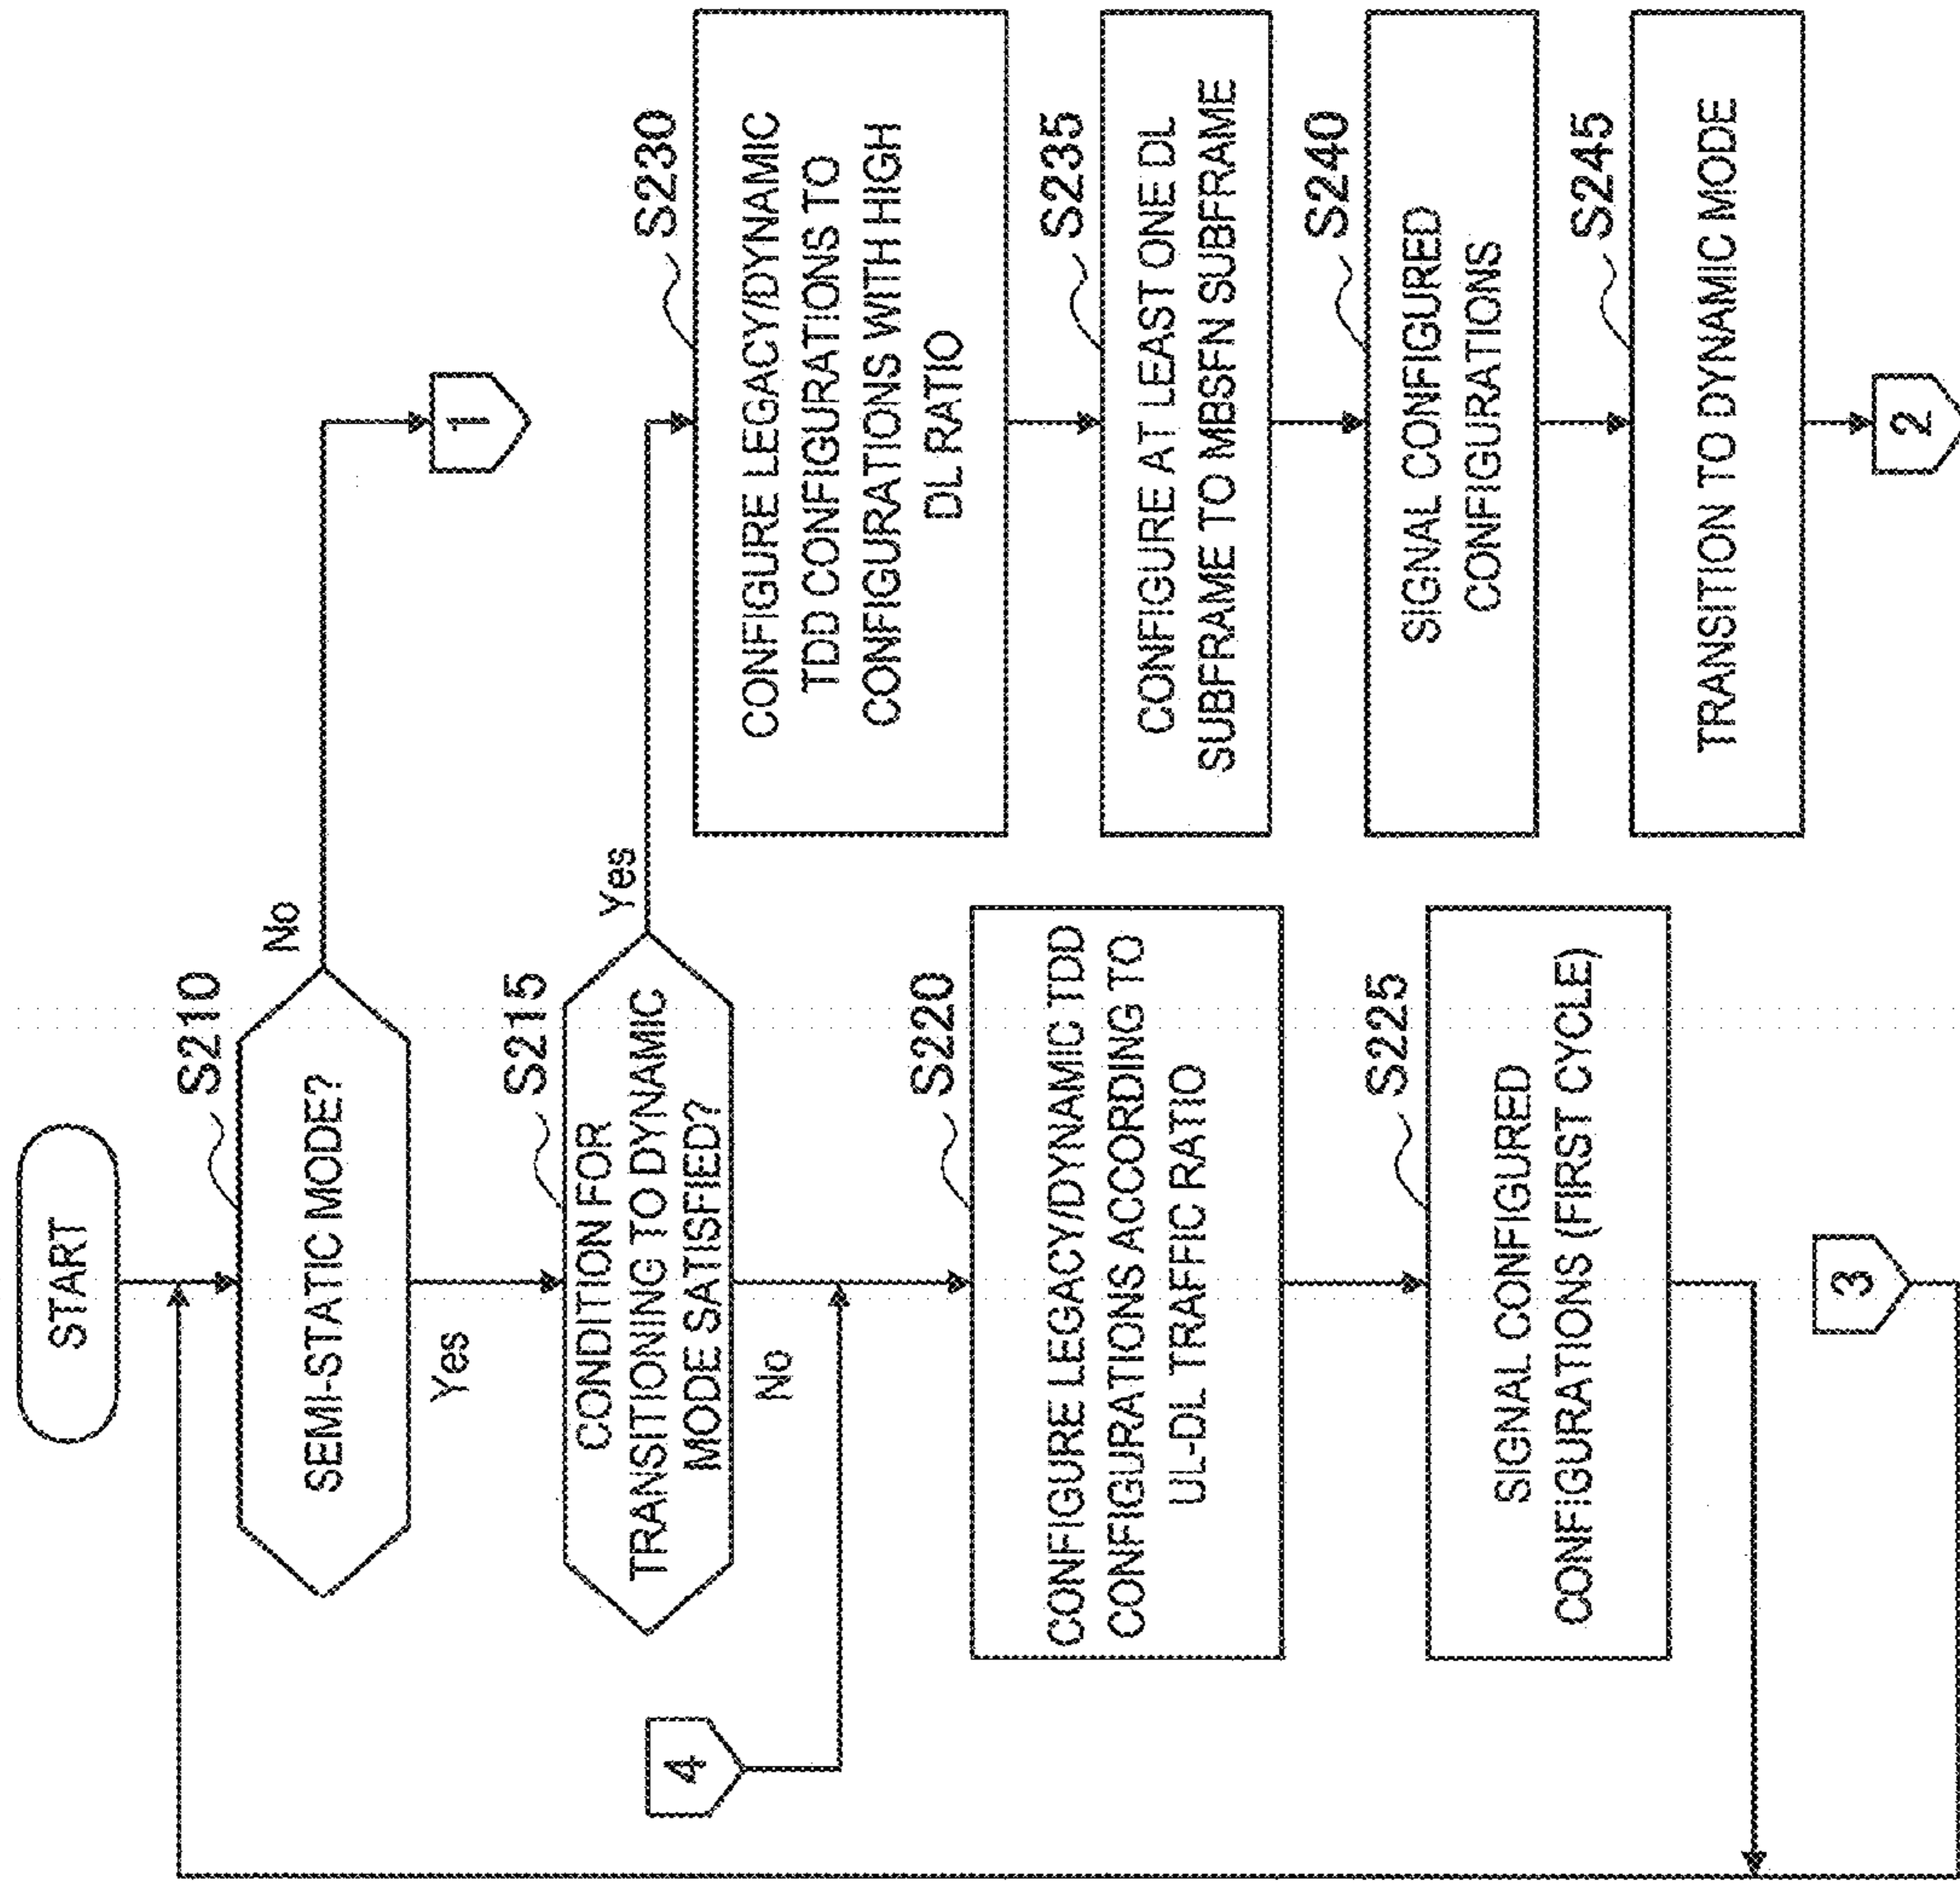 START
S210
SEMI-STATIC MODE?
No
1
Yes
S215
CONDITION FOR
TRANSITIONING TO DYNAMIC
MODE SATISFIED?
Yes
No
4
S220
CONFIGURE LEGACY/DYNAMIC TDD
CONFIGURATIONS ACCORDING TO
UL-DL TRAFFIC RATIO
S225
SIGNAL CONFIGURED
CONFIGURATIONS (FIRST CYCLE)
3
S230
CONFIGURE LEGACY/DYNAMIC
TDD CONFIGURATIONS TO
CONFIGURATIONS WITH HIGH
DL RATIO
S235
CONFIGURE AT LEAST ONE DL
SUBFRAME TO MBSFN SUBFRAME
S240
SIGNAL CONFIGURED
CONFIGURATIONS
S245
TRANSITION TO DYNAMIC MODE
2